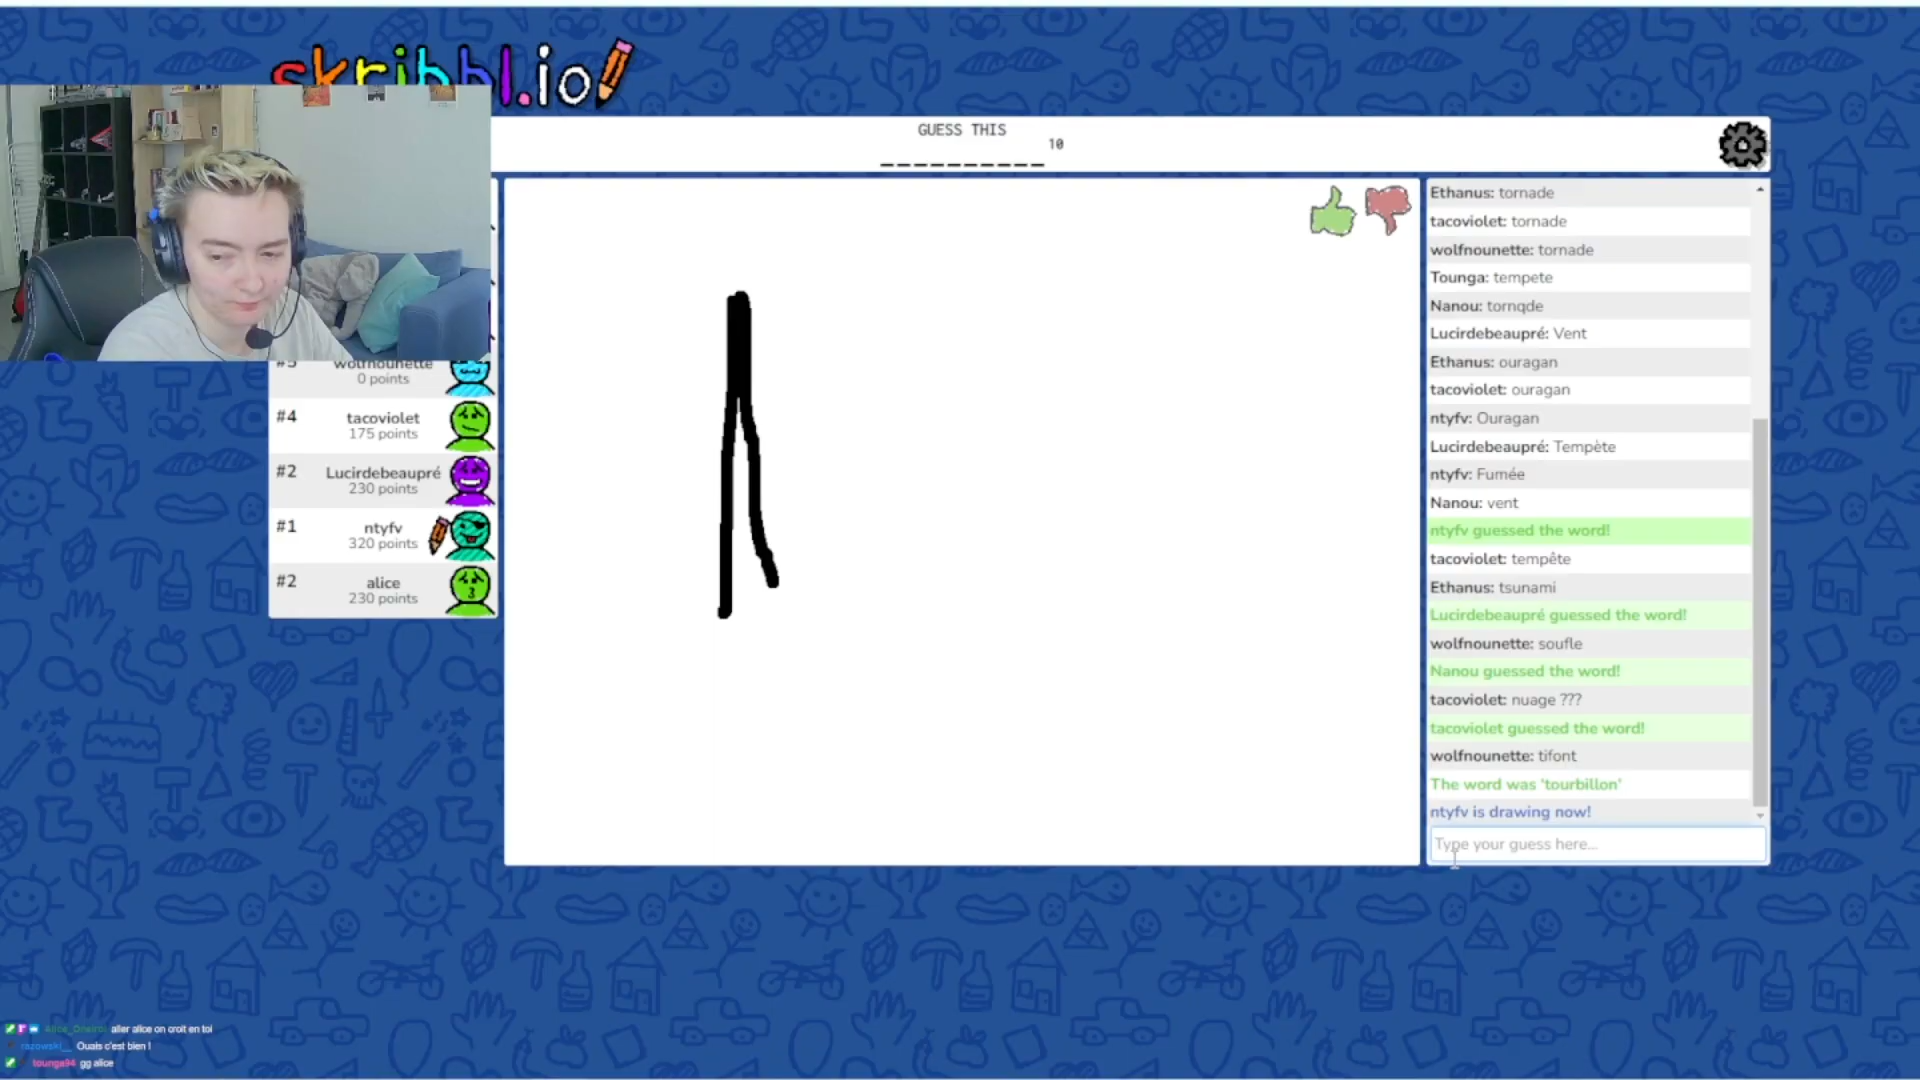 skribbl.io
GUESS THIS
10
__________
0 points
#4
tacoviolet
175 points
#2
Lucirdebeaupré
230 points
#1
ntyfv
320 points
#2
alice
230 points
Ethanus: tornade
tacoviolet: tornade
wolfnounette: tornade
Tounga: tempete
Nanou: tornqde
Lucirdebeaupré: Vent
Ethanus: ouragan
tacoviolet: ouragan
ntyfv: Ouragan
Lucirdebeaupré: Tempète
ntyfv: Fumée
Nanou: vent
ntyfv guessed the word!
tacoviolet: tempête
Ethanus: tsunami
Lucirdebeaupré guessed the word!
wolfnounette: soufle
Nanou guessed the word!
tacoviolet: nuage ???
tacoviolet guessed the word!
wolfnounette: tifont
The word was 'tourbillon'
ntyfv is drawing now!
Type your guess here...
aller alice on croit en toi
razowski__ Ouais c'est bien !
tounga94 gg alice